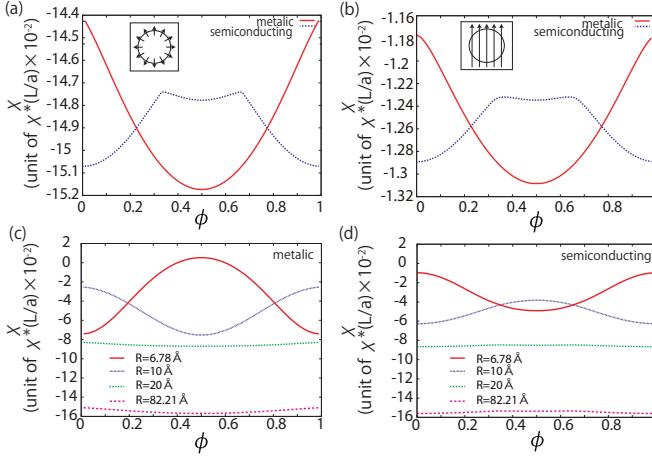 (a)
metalic
semiconducting
-14.4
-14.5
-14.8
-14.9
-15.1
-15.2
0
0.2
0.4
0.6
0.8
1
ϕ
χ
(unit of χ*(L/a)×10⁻²)
(b)
metalic
semiconducting
-1.16
-1.18
-1.2
-1.22
-1.24
-1.26
-1.28
-1.3
-1.32
0
0.2
0.4
0.6
0.8
1
ϕ
χ
(unit of χ*(L/a)×10⁻²)
(c)
metalic
2
0
-2
-4
-6
-8
-10
-12
-14
-16
R=6.78 Å
R=10 Å
R=20 Å
R=82.21 Å
0
0.2
0.4
0.6
0.8
1
ϕ
χ
(unit of χ*(L/a)×10⁻²)
(d)
semiconducting
2
0
-2
-4
-6
-8
-10
-12
-14
-16
R=6.78 Å
R=10 Å
R=20 Å
R=82.21 Å
0
0.2
0.4
0.6
0.8
1
ϕ
χ
(unit of χ*(L/a)×10⁻²)